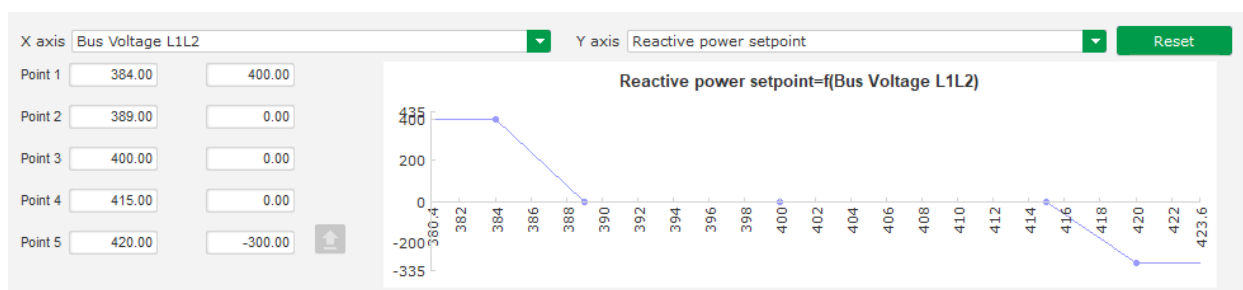 X axis Bus Voltage L1L2 Y axis Reactive power setpoint Reset
Point 1 384.00 400.00
Point 2 389.00 0.00
Point 3 400.00 0.00
Point 4 415.00 0.00
Point 5 420.00 -300.00
Reactive power setpoint=f(Bus Voltage L1L2)
435
400
200
0
-200
-335
380.4 382 384 386 388 390 392 394 396 398 400 402 404 406 408 410 412 414 416 418 420 422 423.6